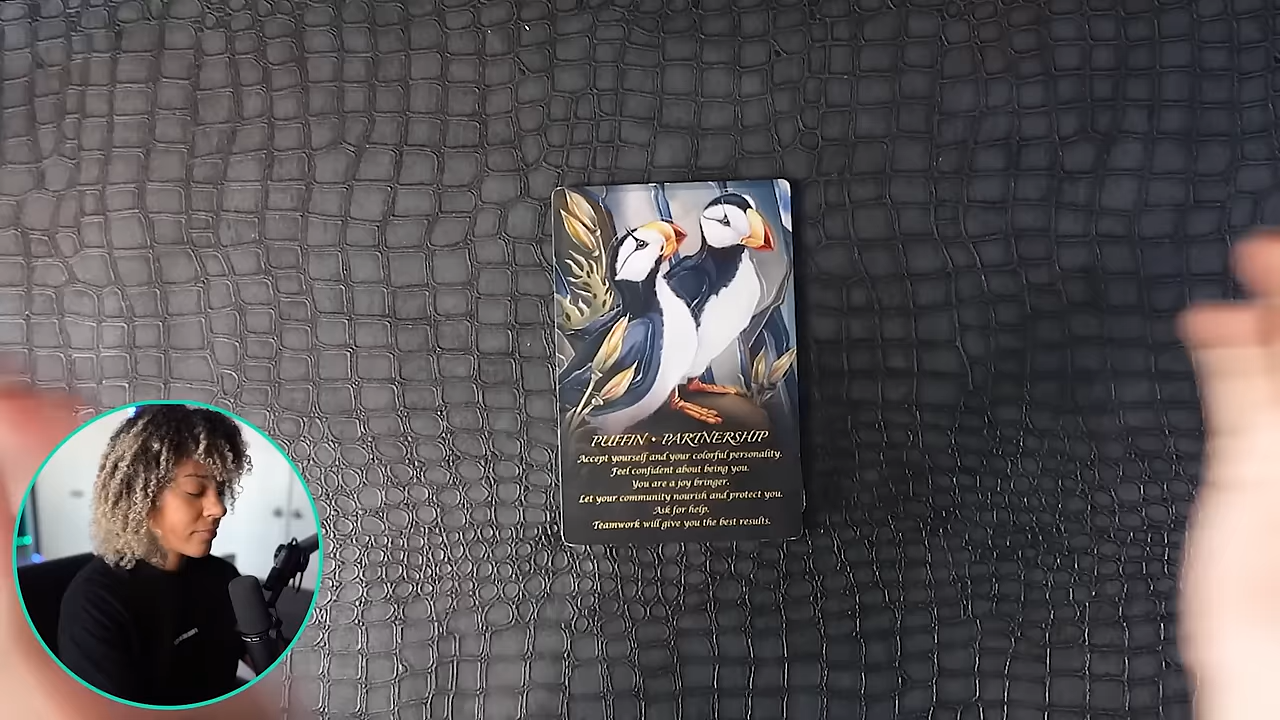 PUFFIN • PARTNERSHIP
Accept yourself and your colorful personality.
Feel confident about being you.
You are a joy bringer.
Let your community nourish and protect you.
Ask for help.
Teamwork will give you the best results.